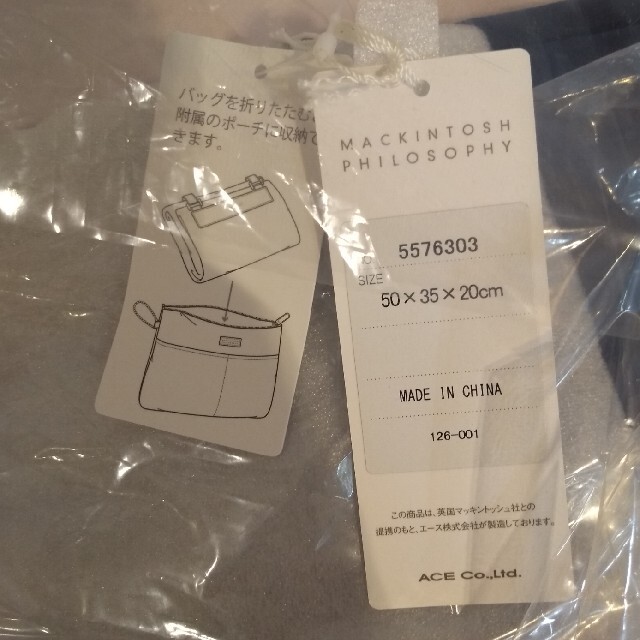 バッグを折りたたむ
附属のポーチに収納で
きます。
MACKINTOSH
PHILOSOPHY
5576303
SIZE
50×35×20cm
MADE IN CHINA
126-001
この商品は、英国マッキントッシュ社との
提携のもと、エース株式会社が製造しております。
ACE Co.,Ltd.